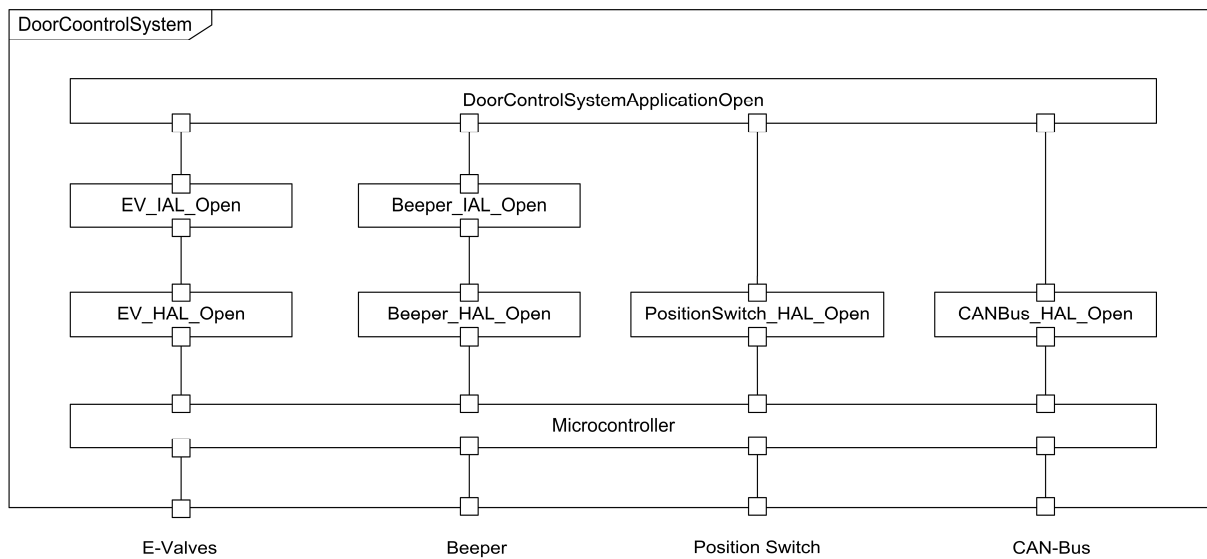 DoorCoontrolSystem
DoorControlSystemApplicationOpen
EV_IAL_Open
Beeper_IAL_Open
EV_HAL_Open
Beeper_HAL_Open
PositionSwitch_HAL_Open
CANBus_HAL_Open
Microcontroller
E-Valves
Beeper
Position Switch
CAN-Bus